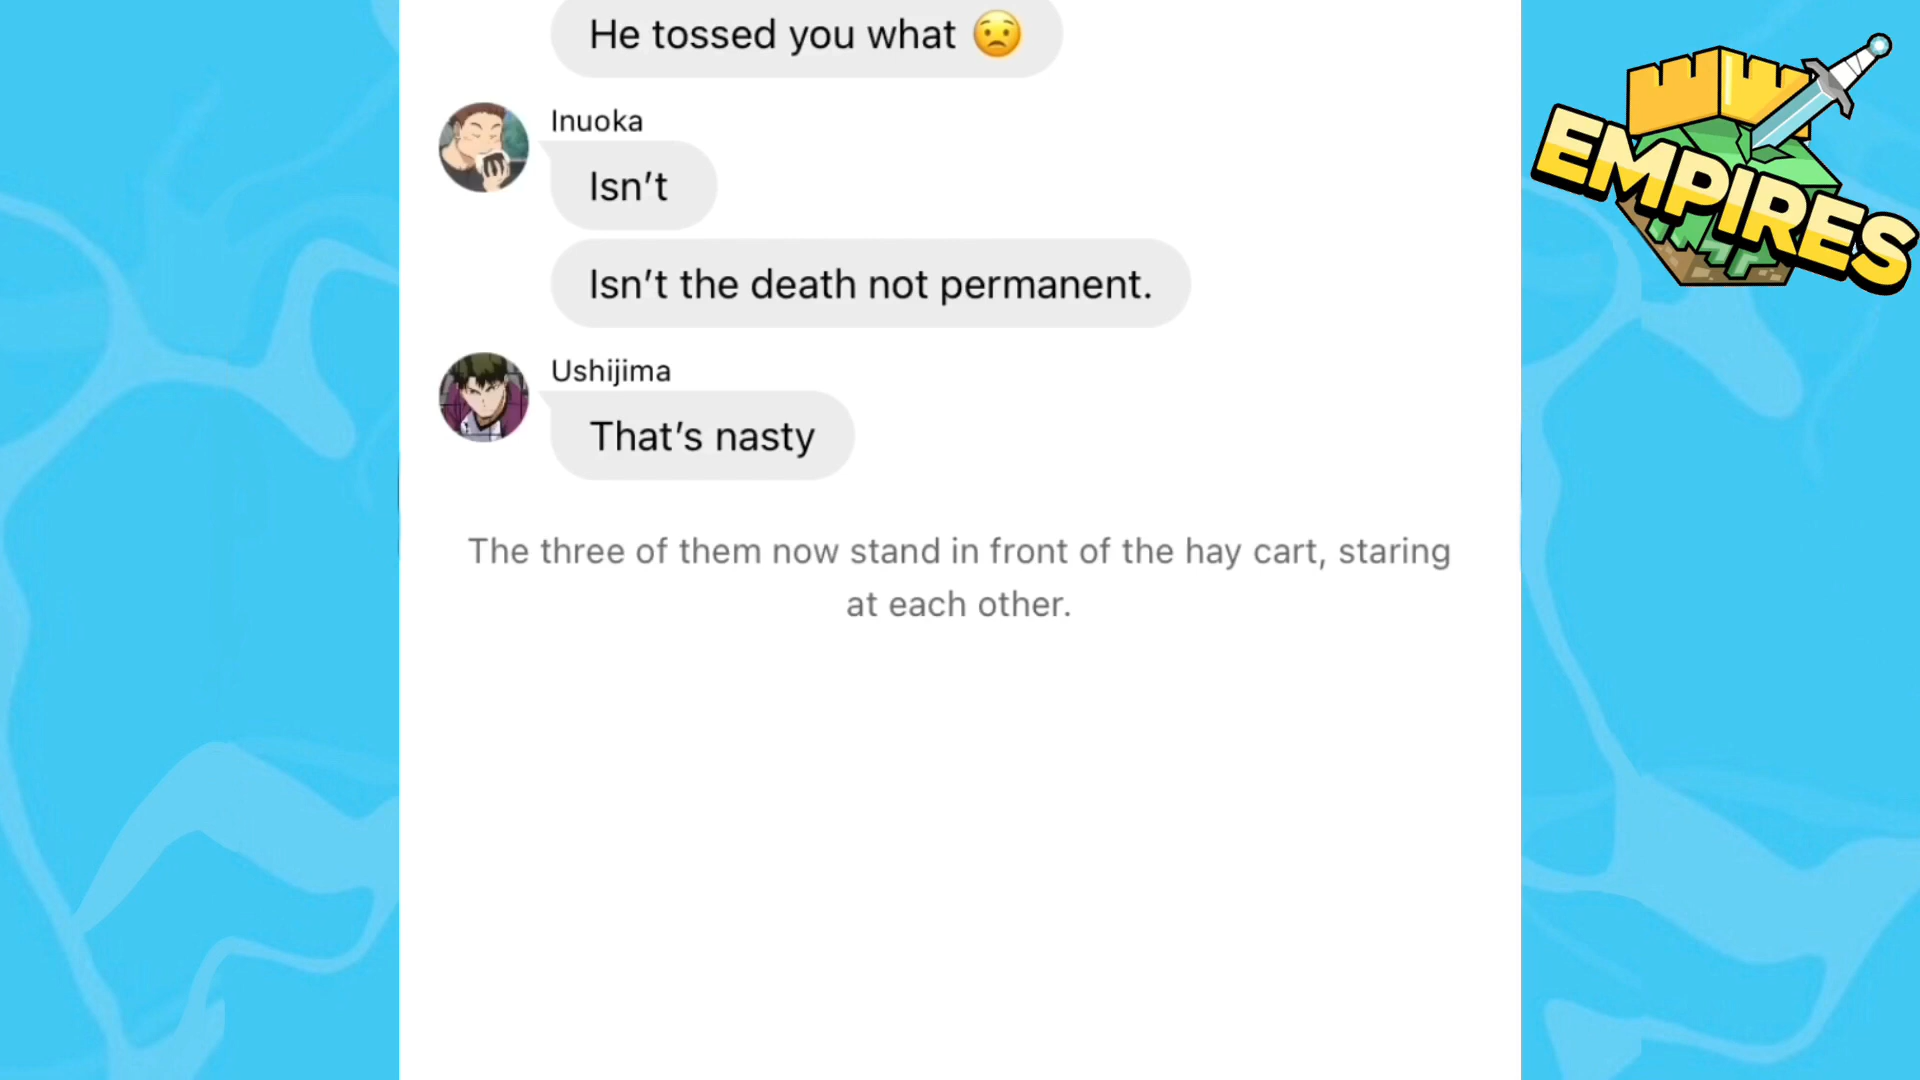 He tossed you what 😟
Inuoka
Isn’t
Isn’t the death not permanent.
Ushijima
That’s nasty
The three of them now stand in front of the hay cart, staring
at each other.
EMPIRES